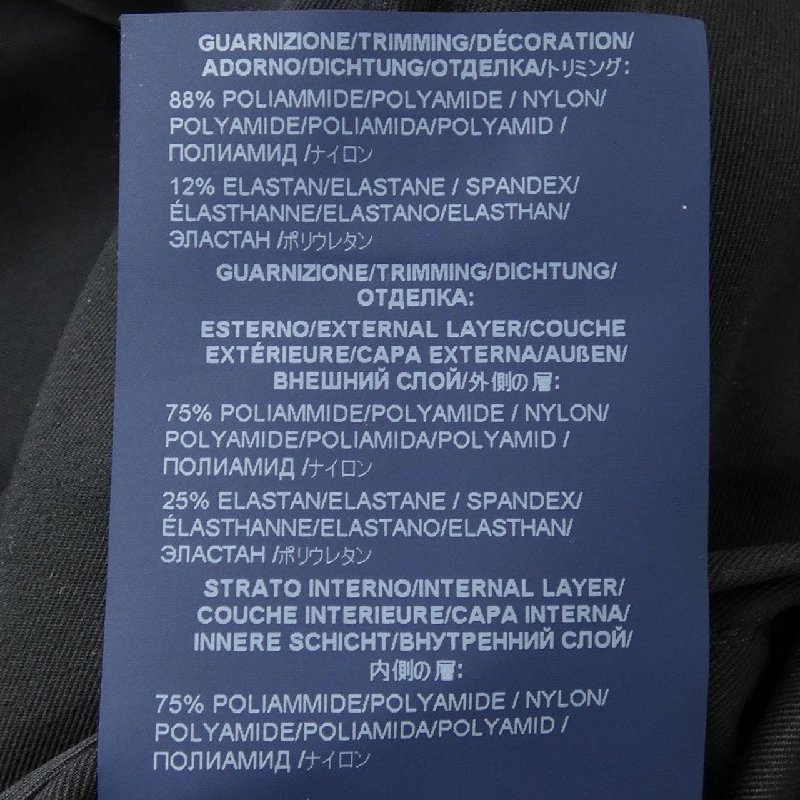 GUARNIZIONE/TRIMMING/DÉCORATION/
ADORNO/DICHTUNG/ОТДЕЛКА/トリミング:
88% POLIAMMIDE/POLYAMIDE / NYLON/
POLYAMIDE/POLIAMIDA/POLYAMID /
ПОЛИАМИД /ナイロン
12% ELASTAN/ELASTANE / SPANDEX/
ÉLASTHANNE/ELASTANO/ELASTHAN/
ЭЛАСТАН /ポリウレタン
GUARNIZIONE/TRIMMING/DICHTUNG/
ОТДЕЛКА:
ESTERNO/EXTERNAL LAYER/COUCHE
EXTÉRIEURE/CAPA EXTERNA/AUßEN/
ВНЕШНИЙ СЛОЙ/外側の層:
75% POLIAMMIDE/POLYAMIDE / NYLON/
POLYAMIDE/POLIAMIDA/POLYAMID /
ПОЛИАМИД /ナイロン
25% ELASTAN/ELASTANE / SPANDEX/
ÉLASTHANNE/ELASTANO/ELASTHAN/
ЭЛАСТАН /ポリウレタン
STRATO INTERNO/INTERNAL LAYER/
COUCHE INTERIEURE/CAPA INTERNA/
INNERE SCHICHT/ВНУТРЕННИЙ СЛОЙ/
内側の層:
75% POLIAMMIDE/POLYAMIDE / NYLON/
POLYAMIDE/POLIAMIDA/POLYAMID /
ПОЛИАМИД /ナイロン